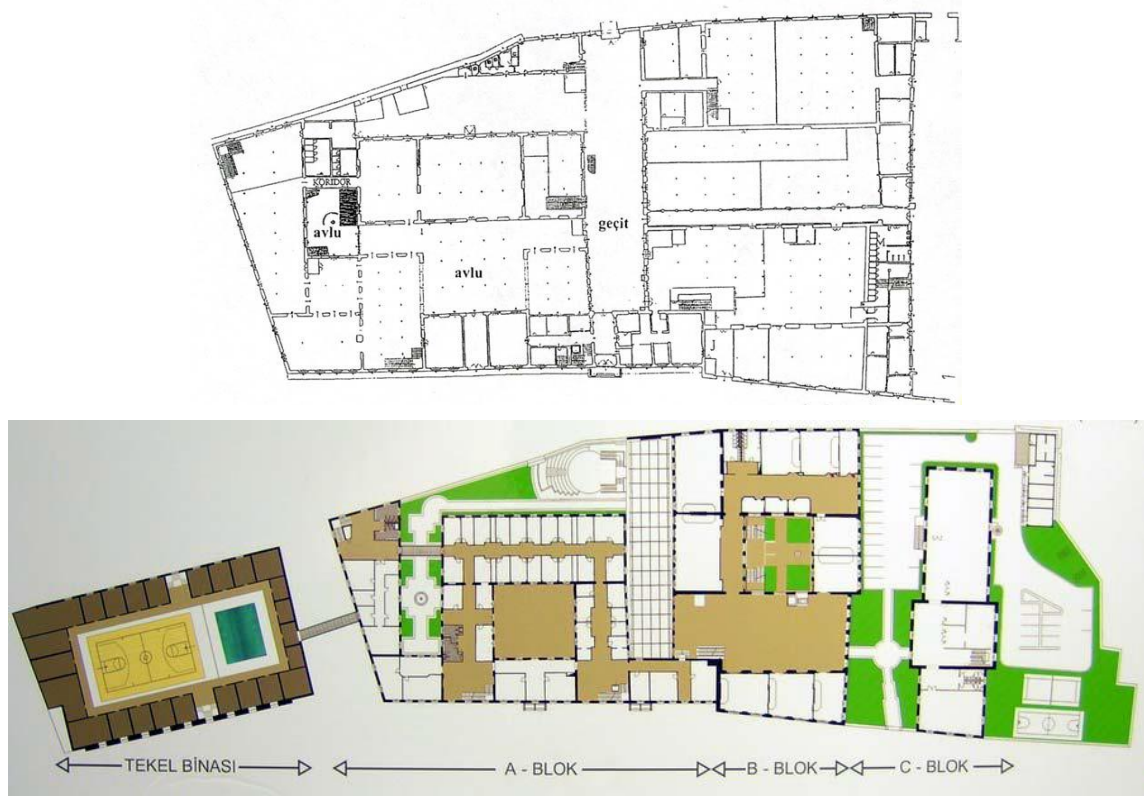 KORIDOR
avlu
avlu
geçit
TEKEL BİNASI
A - BLOK
B - BLOK
C - BLOK